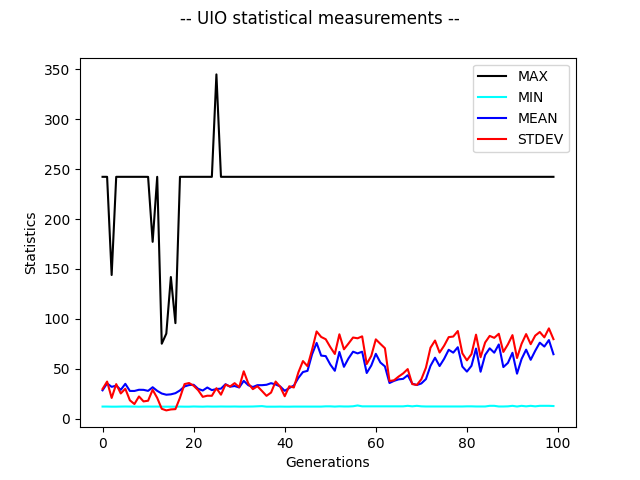 -- UIO statistical measurements --
350
300
250
200
150
100
50
0
Statistics
MAX
MIN
MEAN
STDEV
0
20
40
60
80
100
Generations